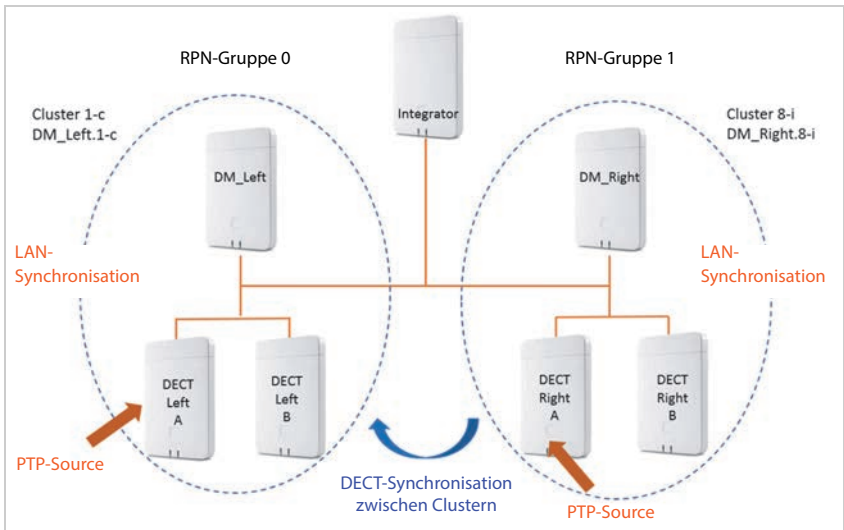 RPN-Gruppe 0
RPN-Gruppe 1
Integrator
Cluster 1-c
DM_Left.1-c
Cluster 8-i
DM_Right.8-i
DM_Left
DM_Right
LAN-
Synchronisation
LAN-
Synchronisation
DECT
Left
A
DECT
Left
B
DECT
Right
A
DECT
Right
B
PTP-Source
DECT-Synchronisation
zwischen Clustern
PTP-Source